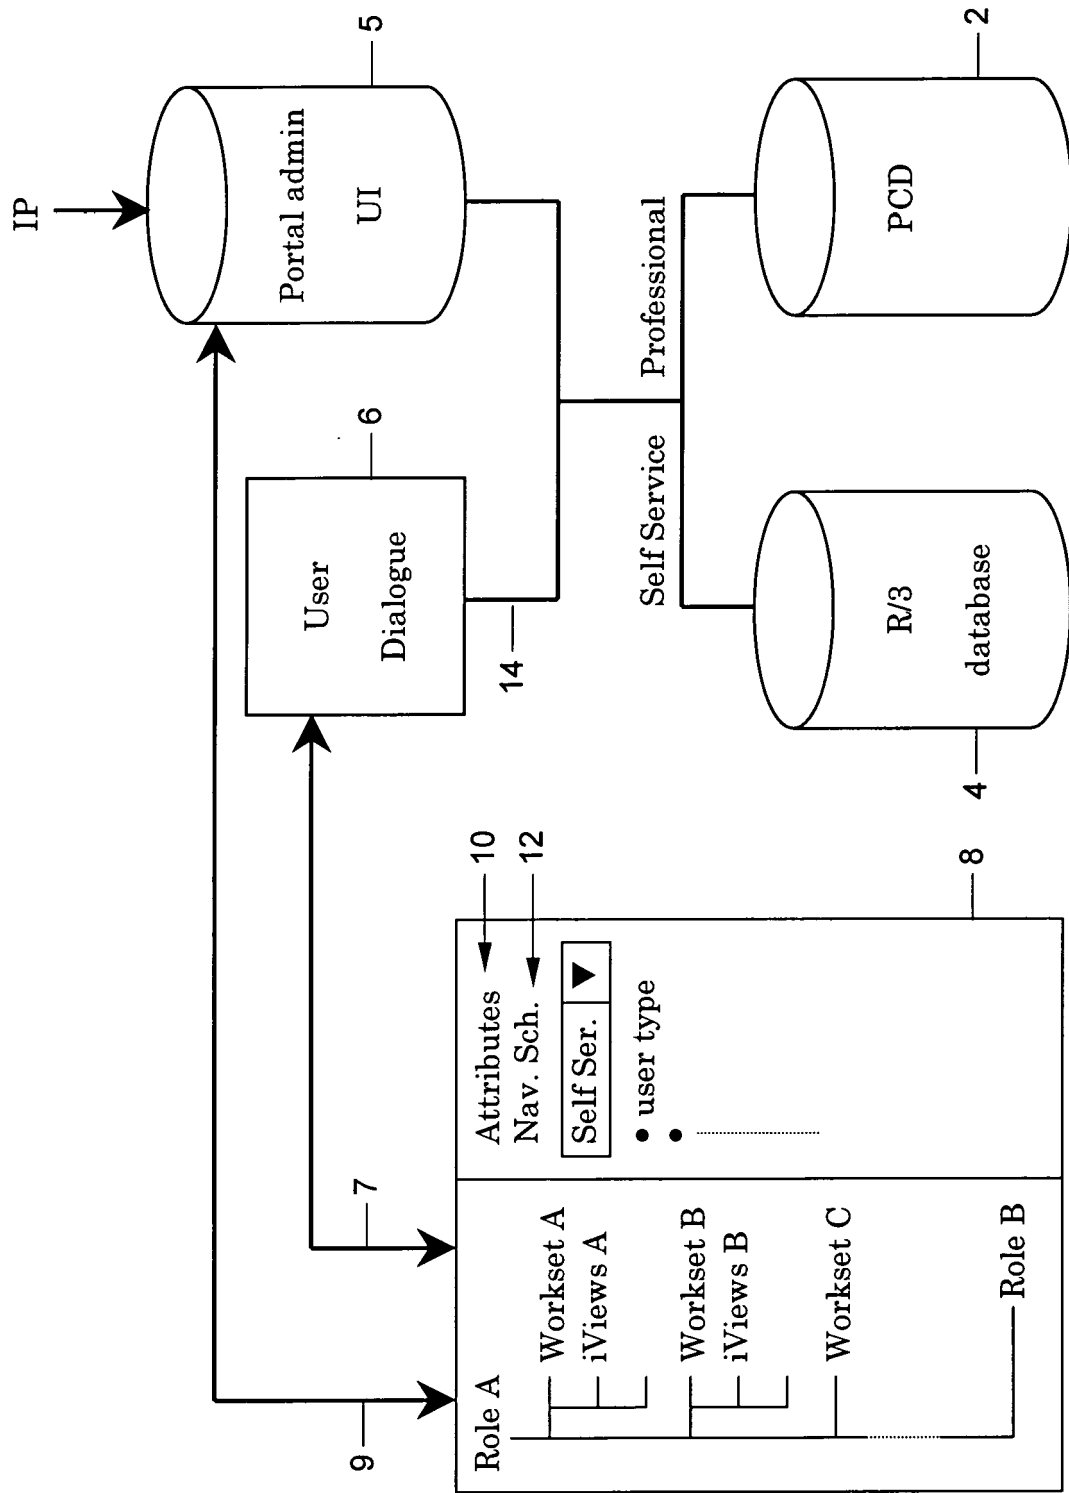 IP
Portal admin
UI
5
User
Dialogue
6
7
9
14
Self Service
Professional
R/3
database
4
PCD
2
Role A
Workset A
iViews A
Workset B
iViews B
Workset C
Role B
Attributes
10
Nav. Sch.
12
Self Ser.
• user type
•
8